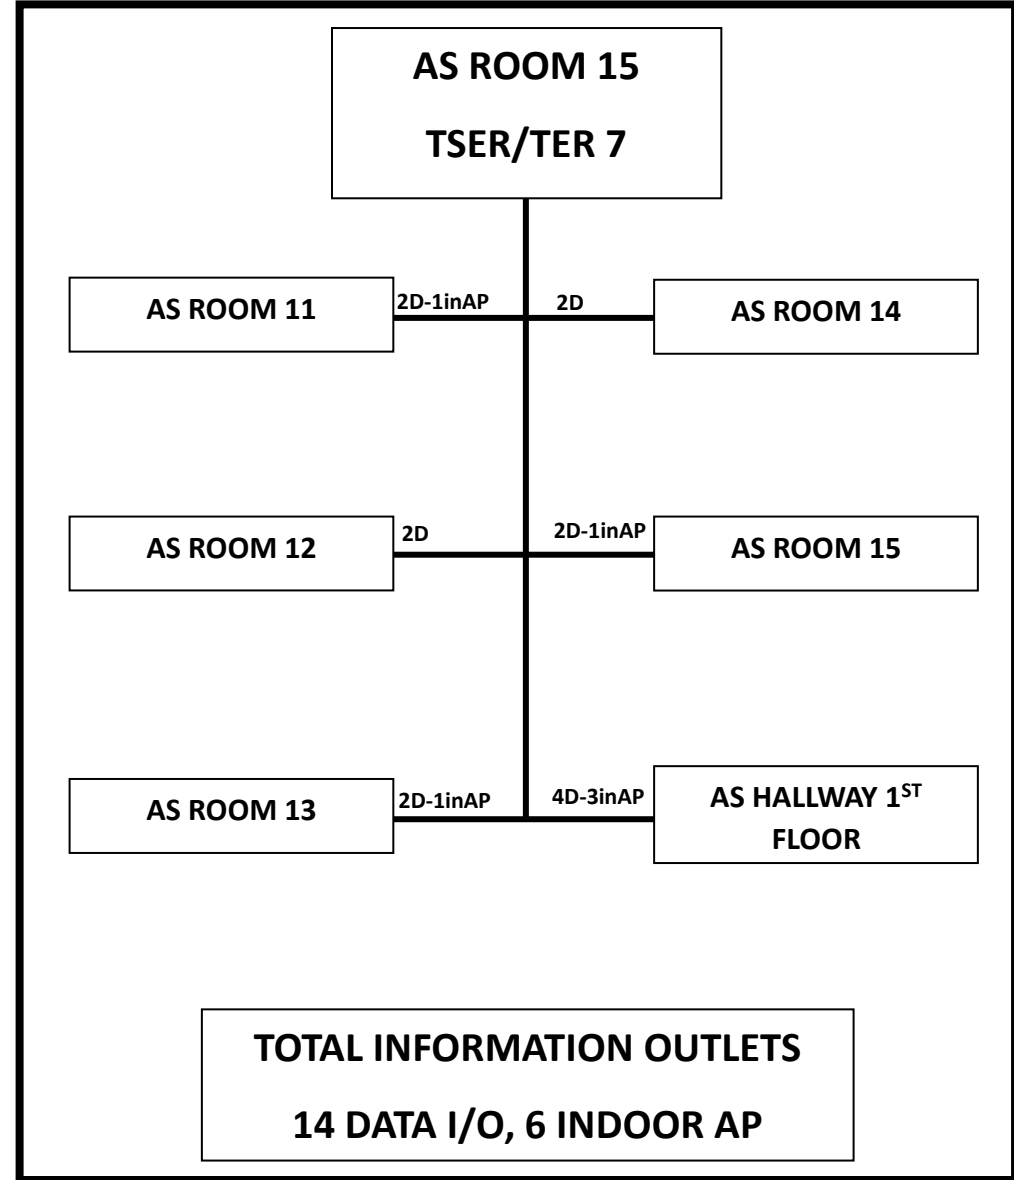 AS ROOM 15
TSER/TER 7
AS ROOM 11
2D-1inAP
2D
AS ROOM 14
AS ROOM 12
2D
2D-1inAP
AS ROOM 15
AS ROOM 13
2D-1inAP
4D-3inAP
AS HALLWAY 1ST
FLOOR
TOTAL INFORMATION OUTLETS
14 DATA I/O, 6 INDOOR AP